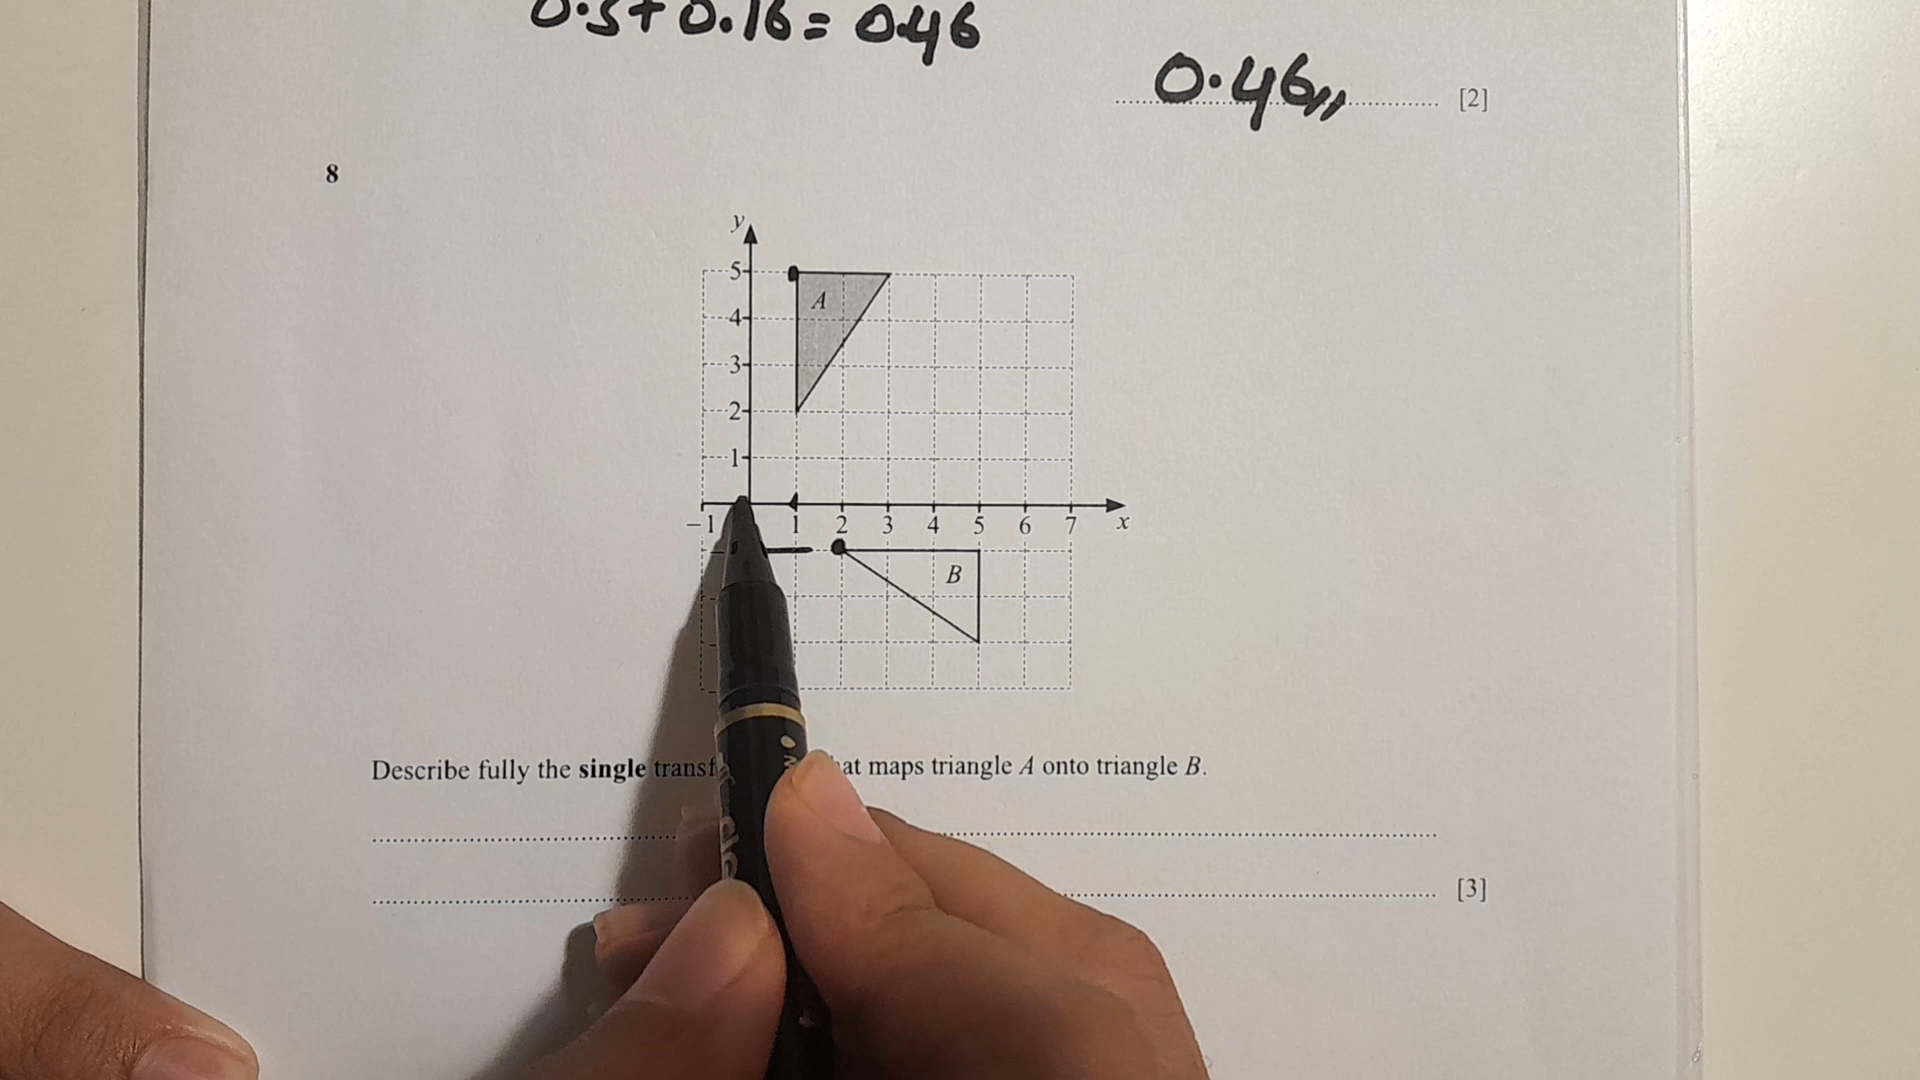 0.3+0.16=0.46
0.46,,
[2]
8
y
5
A
4
3
2
1
-1 1 2 3 4 5 6 7 x
B
Describe fully the single transf at maps triangle A onto triangle B.
[3]